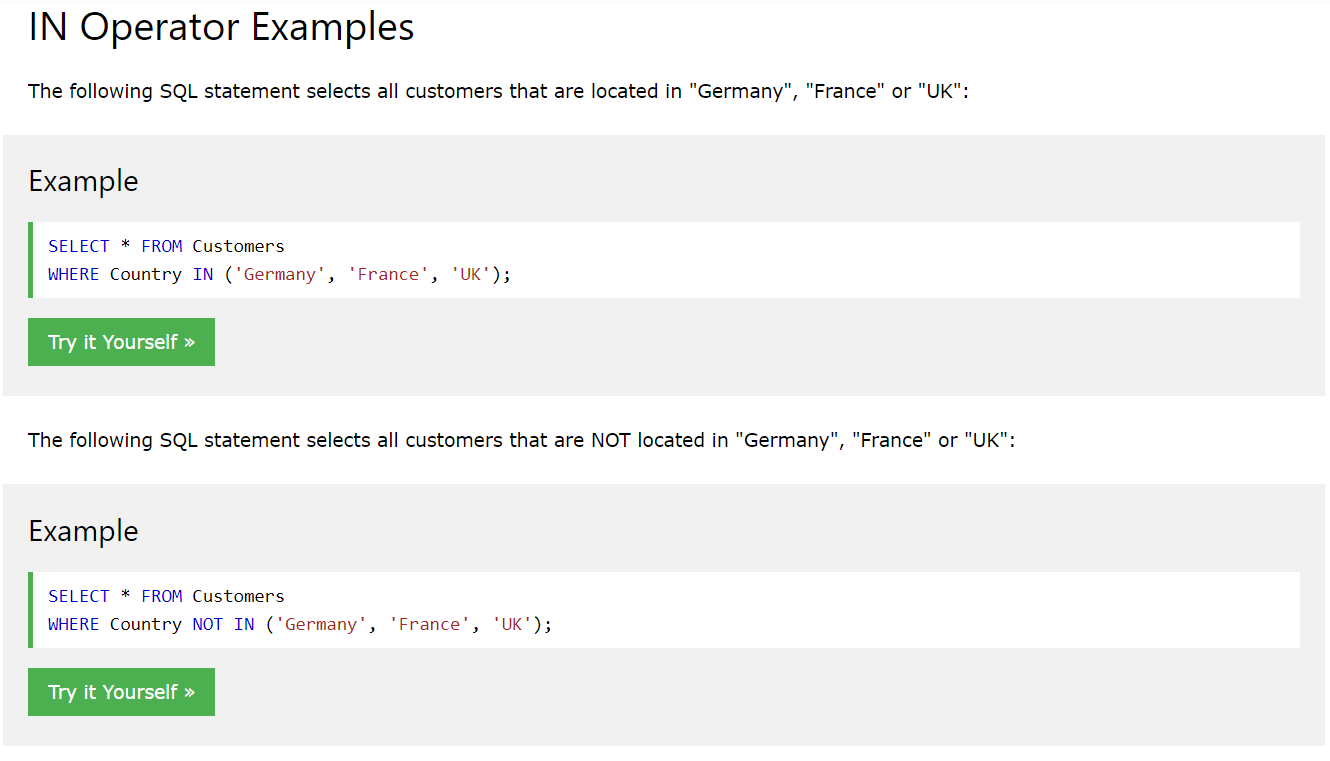 IN Operator Examples
The following SQL statement selects all customers that are located in "Germany", "France" or "UK":
Example
SELECT * FROM Customers
WHERE Country IN ('Germany', 'France', 'UK');
Try it Yourself »
The following SQL statement selects all customers that are NOT located in "Germany", "France" or "UK":
Example
SELECT * FROM Customers
WHERE Country NOT IN ('Germany', 'France', 'UK');
Try it Yourself »